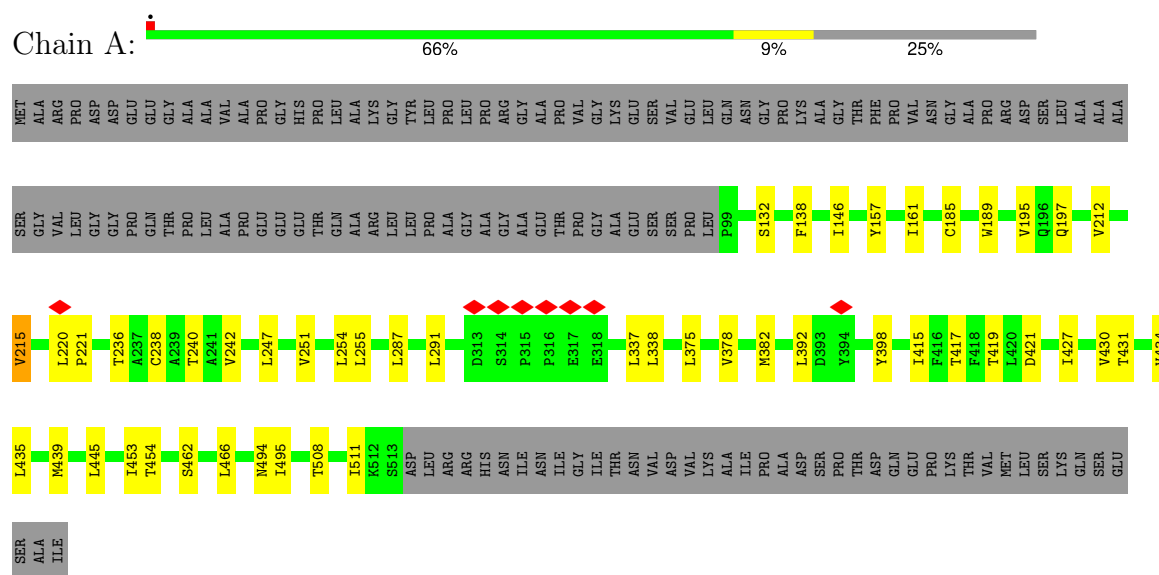 Chain A:
66% 9% 25%
MET ALA ARG PRO ASP ASP GLU GLU GLY ALA ALA VAL ALA PRO GLY HIS PRO LEU ALA LYS GLY TYR LEU PRO LEU PRO ARG GLY ALA PRO VAL GLY LYS GLU SER VAL GLU LEU GLN ASN GLY PRO LYS ALA GLY THR PHE PRO VAL ASN GLY ALA PRO ARG ASP SER LEU ALA ALA ALA
SER GLY VAL LEU GLY GLY PRO GLN THR PRO LEU ALA PRO GLU GLU GLU THR GLN ALA ARG LEU LEU PRO ALA GLY ALA GLY ALA GLU THR PRO GLY ALA GLU SER SER PRO LEU P99 S132 F138 I146 Y157 I161 C185 W189 V195 Q196 Q197 V212
V215 L220 P221 T236 A237 C238 A239 T240 A241 V242 L247 V251 L254 L255 L287 L291 D313 S314 P315 P316 E317 E318 L337 L338 L375 V378 M382 L392 D393 Y394 Y398 I415 F416 T417 F418 T419 L420 D421 I427 V430 T431
L435 M439 L445 I453 T454 S462 L466 N494 I495 T508 I511 K512 S513 ASP LEU ARG ARG HIS ASN ILE ASN ILE GLY ILE THR ASN VAL ASP VAL LYS ALA ILE PRO ALA ASP SER PRO THR ASP GLN GLU PRO LYS THR VAL MET LEU SER LYS GLN SER GLU
SER ALA ILE